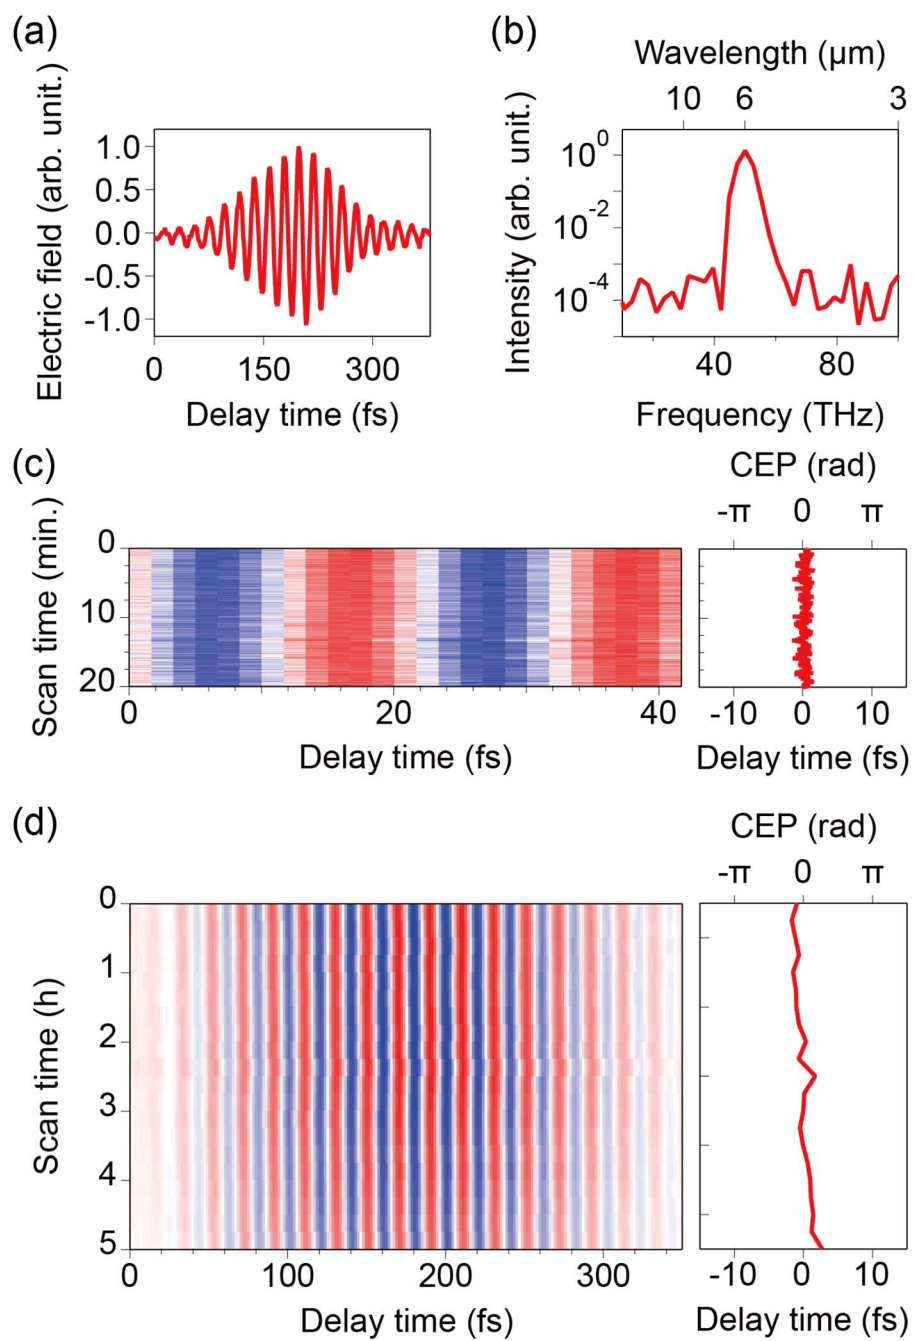 (a)
(b)
Wavelength (μm)
10 6 3
Electric field (arb. unit.)
1.0
0.5
0.0
-0.5
-1.0
0 150 300
Delay time (fs)
Intensity (arb. unit.)
10^0
10^-2
10^-4
40 80
Frequency (THz)
(c)
CEP (rad)
-π 0 π
Scan time (min.)
0
10
20
0 20 40
Delay time (fs)
-10 0 10
Delay time (fs)
(d)
CEP (rad)
-π 0 π
Scan time (h)
0
1
2
3
4
5
0 100 200 300
Delay time (fs)
-10 0 10
Delay time (fs)